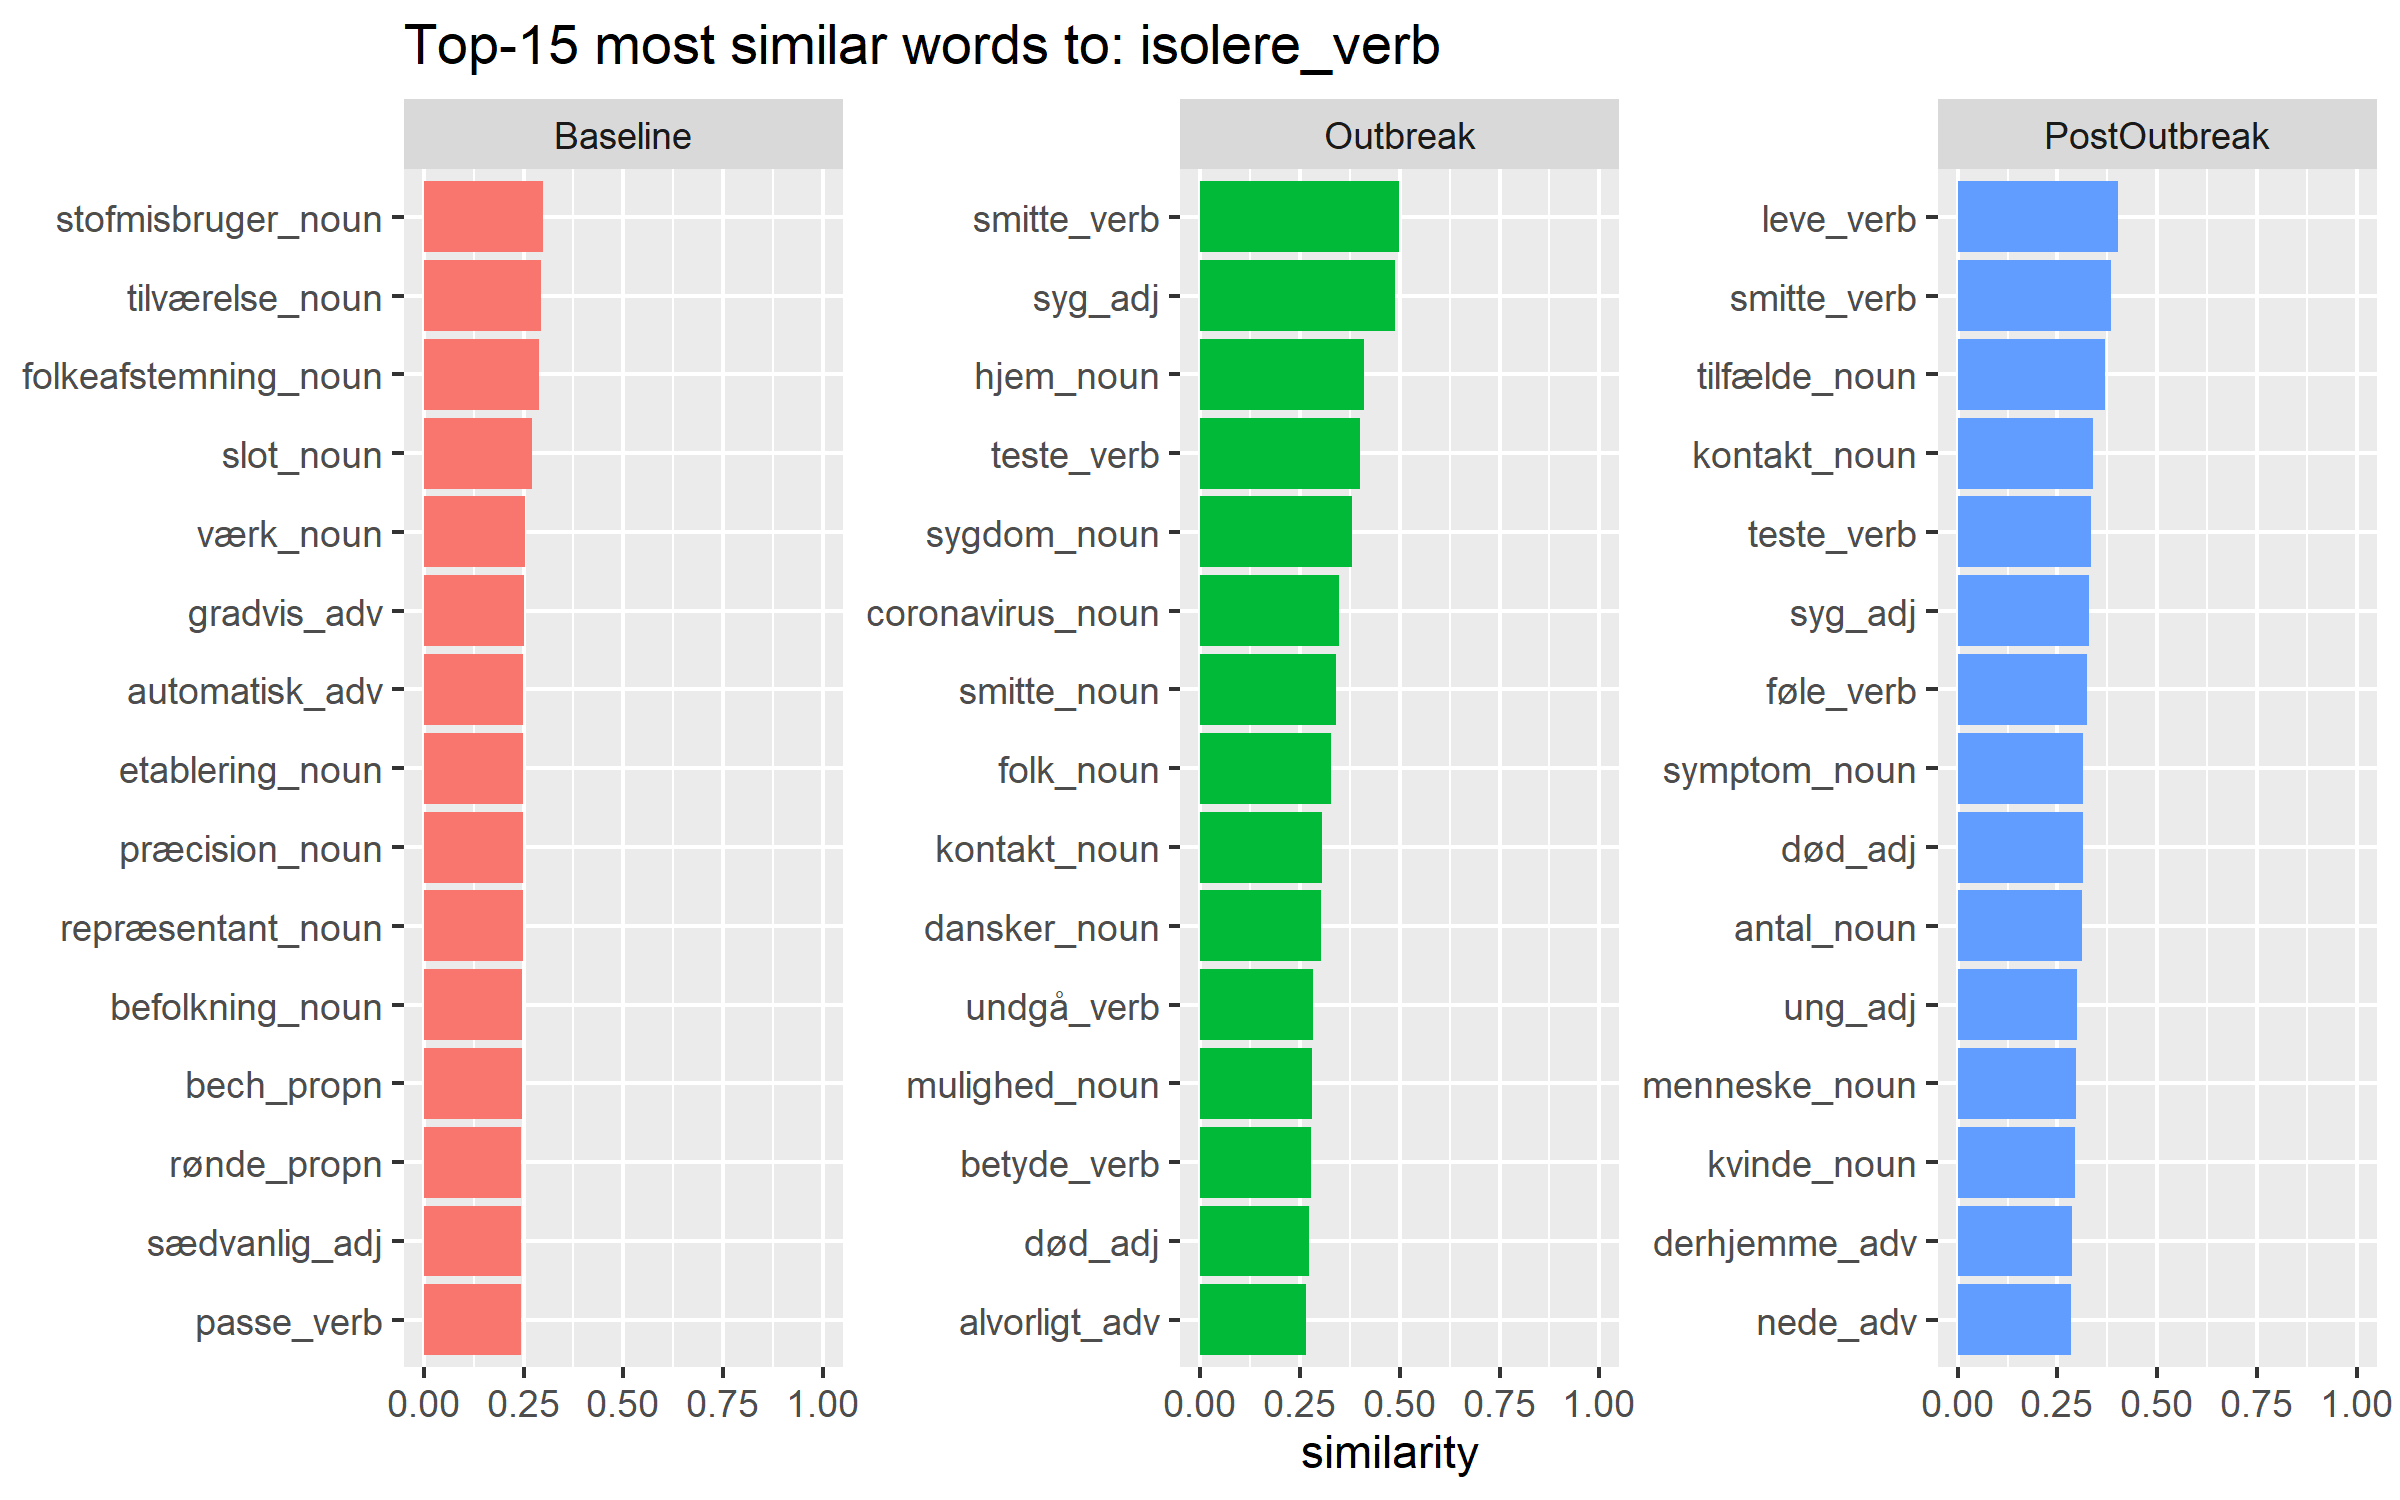 Top-15 most similar words to: isolere_verb
Baseline
stofmisbruger_noun
tilværelse_noun
folkeafstemning_noun
slot_noun
værk_noun
gradvis_adv
automatisk_adv
etablering_noun
præcision_noun
repræsentant_noun
befolkning_noun
bech_propn
rønde_propn
sædvanlig_adj
passe_verb
0.00 0.25 0.50 0.75 1.00
Outbreak
smitte_verb
syg_adj
hjem_noun
teste_verb
sygdom_noun
coronavirus_noun
smitte_noun
folk_noun
kontakt_noun
dansker_noun
undgå_verb
mulighed_noun
betyde_verb
død_adj
alvorligt_adv
0.00 0.25 0.50 0.75 1.00
PostOutbreak
leve_verb
smitte_verb
tilfælde_noun
kontakt_noun
teste_verb
syg_adj
føle_verb
symptom_noun
død_adj
antal_noun
ung_adj
menneske_noun
kvinde_noun
derhjemme_adv
nede_adv
0.00 0.25 0.50 0.75 1.00
similarity